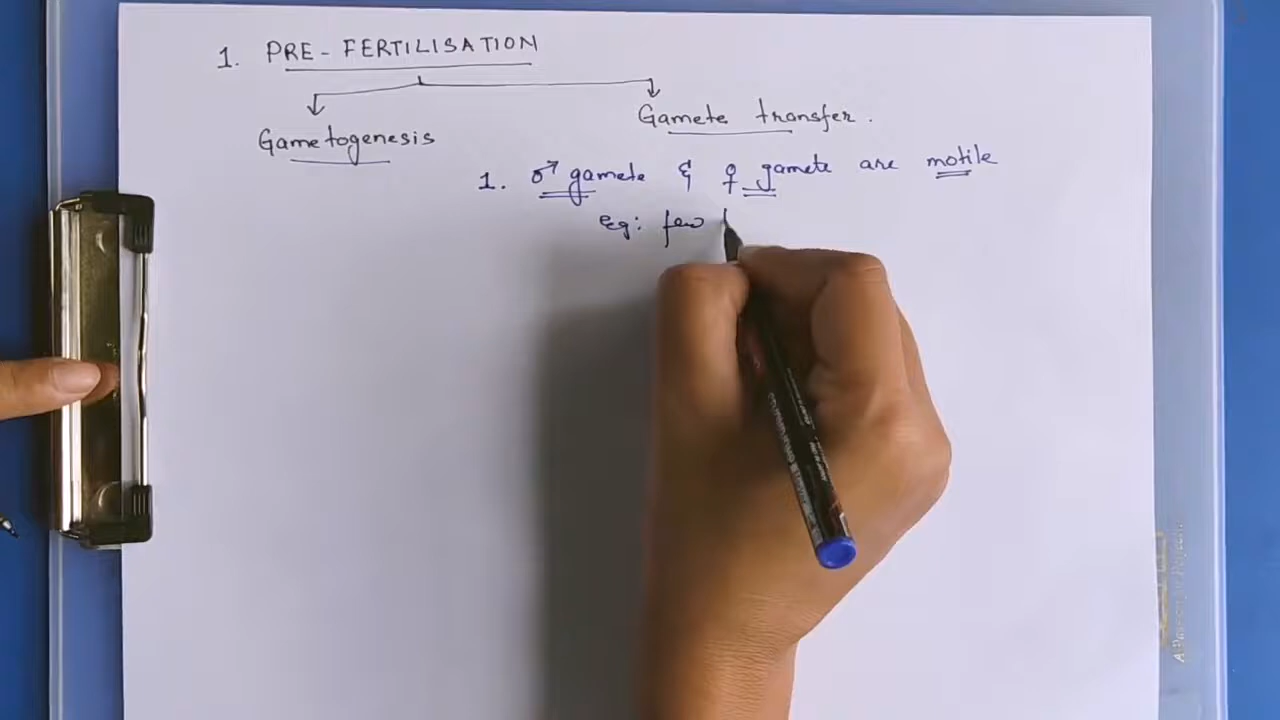 1. PRE-FERTILISATION
Gametogenesis
Gamete transfer.
1. ♂ gamete & ♀ gamete are motile
Eg: few